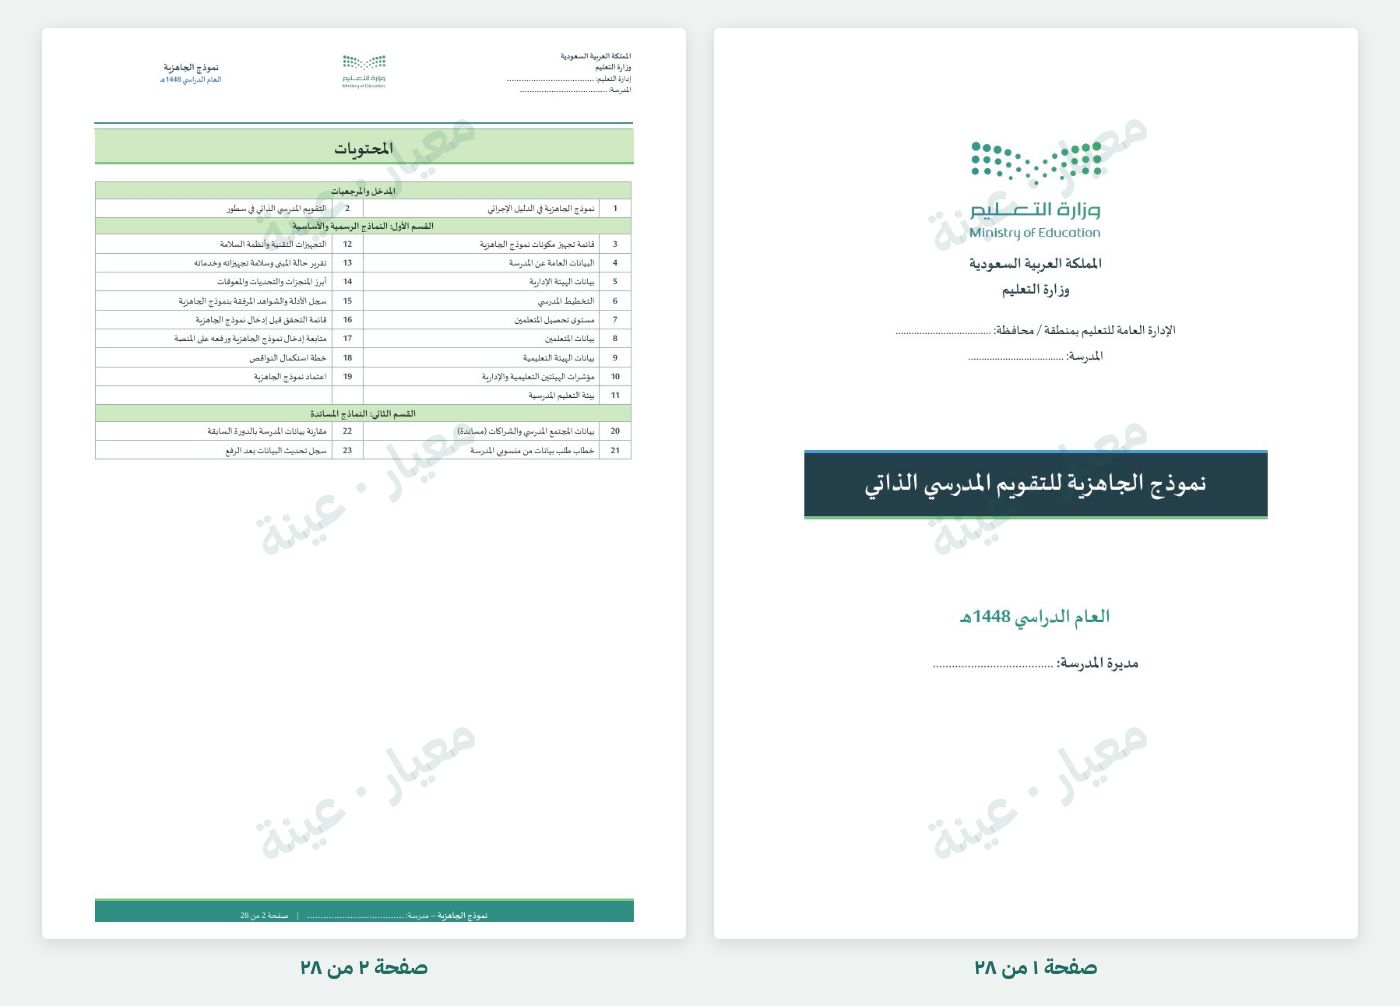 معيار · عينة
وزارة التعـــليم
Ministry of Education
المملكة العربية السعودية
وزارة التعليم
الإدارة العامة للتعليم بمنطقة / محافظة: ..................................
المدرسة: ..................................
معيار · عينة
نموذج الجاهزية للتقويم المدرسي الذاتي
العام الدراسي 1448هـ
مديرة المدرسة: ......................................
معيار · عينة
صفحة ١ من ٢٨
المملكة العربية السعودية
وزارة التعليم
إدارة التعليم: ..................................
المدرسة: ..................................
وزارة التعـــليم
Ministry of Education
نموذج الجاهزية
العام الدراسي 1448هـ
معيار · عينة
المحتويات
المدخل والمرجعيات
1 نموذج الجاهزية في الدليل الإجرائي 2 التقويم المدرسي الذاتي في سطور
القسم الأول: النماذج الرسمية والأساسية
3 قائمة تجهيز مكونات نموذج الجاهزية 12 التجهيزات التقنية وأنظمة السلامة
4 البيانات العامة عن المدرسة 13 تقرير حالة المبنى وسلامة تجهيزاته وخدماته
5 بيانات الهيئة الإدارية 14 أبرز المنجزات والتحديات والمعوقات
6 التخطيط المدرسي 15 سجل الأدلة والشواهد المرفقة بنموذج الجاهزية
7 مستوى تحصيل المتعلمين 16 قائمة التحقق قبل إدخال نموذج الجاهزية
8 بيانات المتعلمين 17 متابعة إدخال نموذج الجاهزية ورفعه على المنصة
9 بيانات الهيئة التعليمية 18 خطة استكمال النواقص
10 مؤشرات الهيئتين التعليمية والإدارية 19 اعتماد نموذج الجاهزية
11 بيئة التعليم المدرسية
القسم الثاني: النماذج المساندة
20 بيانات المجتمع المدرسي والشراكات (مساندة) 22 مقارنة بيانات المدرسة بالدورة السابقة
21 خطاب طلب بيانات من منسوبي المدرسة 23 سجل تحديث البيانات بعد الرفع
معيار · عينة
معيار · عينة
نموذج الجاهزية – مدرسة: .................................... | صفحة 2 من 28
صفحة ٢ من ٢٨